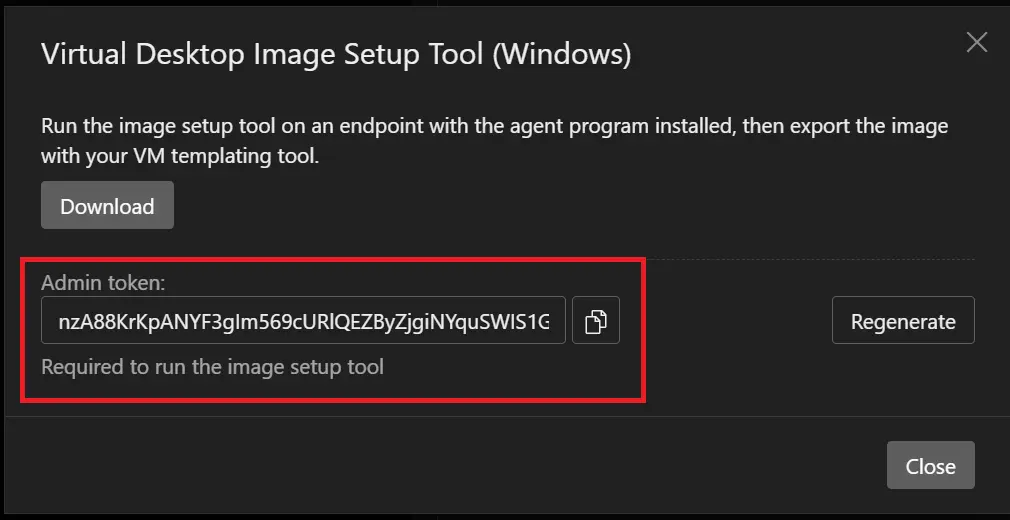 Virtual Desktop Image Setup Tool (Windows)
Run the image setup tool on an endpoint with the agent program installed, then export the image
with your VM templating tool.
Download
Admin token:
nzA88KrKpANYF3gIm569cURlQEZByZjgiNYquSWIS1G
Regenerate
Required to run the image setup tool
Close